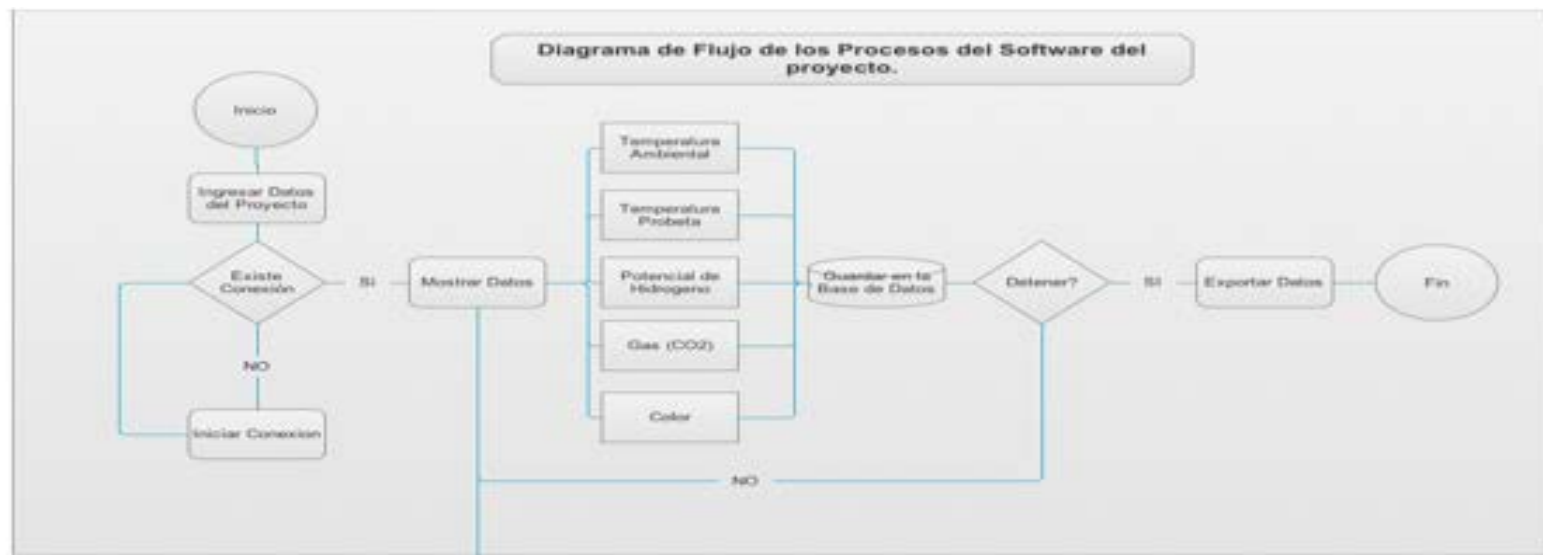 Diagrama de Flujo de los Procesos del Software del
proyecto.
Inicio
Ingresar Datos
del Proyecto
Existe
Conexión
SI
NO
Iniciar Conexion
Mostrar Datos
Temperatura
Ambiental
Temperatura
Probeta
Potencial de
Hidrogeno
Gas (CO2)
Color
Guardar en la
Base de Datos
Detener?
SI
NO
Exportar Datos
Fin